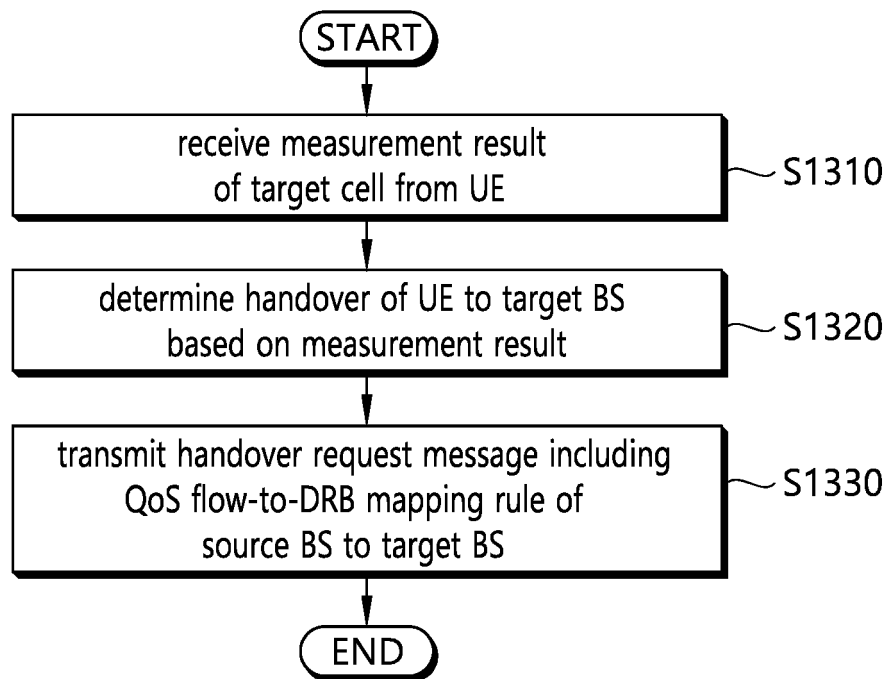 START
receive measurement result
of target cell from UE
S1310
determine handover of UE to target BS
based on measurement result
S1320
transmit handover request message including
QoS flow-to-DRB mapping rule of
source BS to target BS
S1330
END